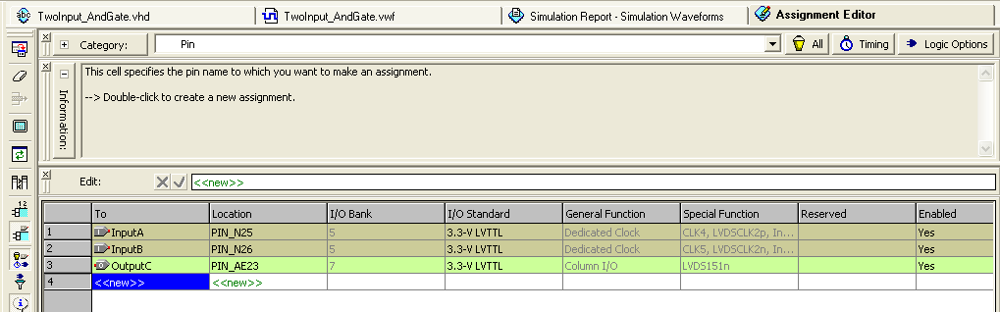 TwoInput_AndGate.vhd TwoInput_AndGate.vwf Simulation Report - Simulation Waveforms Assignment Editor
Category: Pin All Timing Logic Options
This cell specifies the pin name to which you want to make an assignment.
--> Double-click to create a new assignment.
Information:
Edit: <<new>>
To Location I/O Bank I/O Standard General Function Special Function Reserved Enabled
1 InputA PIN_N25 5 3.3-V LVTTL Dedicated Clock CLK4, LVDSCLK2p, In... Yes
2 InputB PIN_N26 5 3.3-V LVTTL Dedicated Clock CLK5, LVDSCLK2n, In... Yes
3 OutputC PIN_AE23 7 3.3-V LVTTL Column I/O LVDS151n Yes
4 <<new>> <<new>>